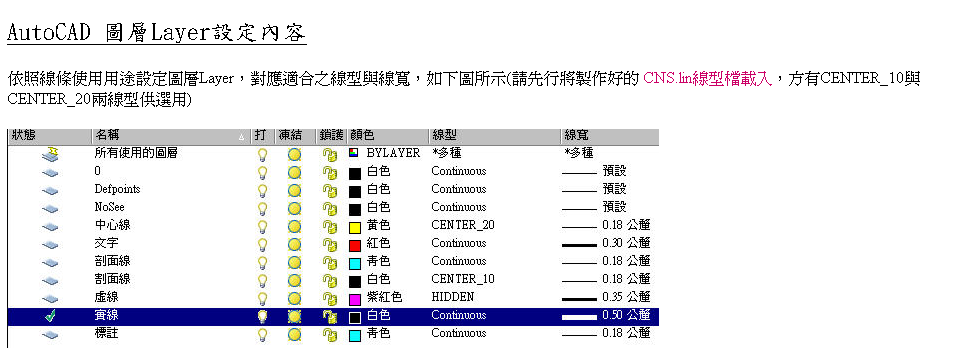 AutoCAD 圖層Layer設定內容
依照線條使用用途設定圖層Layer，對應適合之線型與線寬，如下圖所示(請先行將製作好的 CNS.lin線型檔載入，方有CENTER_10與
CENTER_20兩線型供選用)
狀態 名稱 打 凍結 鎖護 顏色 線型 線寬
所有使用的圖層 BYLAYER *多種 *多種
0 白色 Continuous 預設
Defpoints 白色 Continuous 預設
NoSee 白色 Continuous 預設
中心線 黃色 CENTER_20 0.18 公釐
文字 紅色 Continuous 0.30 公釐
剖面線 青色 Continuous 0.18 公釐
割面線 白色 CENTER_10 0.18 公釐
虛線 紫紅色 HIDDEN 0.35 公釐
實線 白色 Continuous 0.50 公釐
標註 青色 Continuous 0.18 公釐